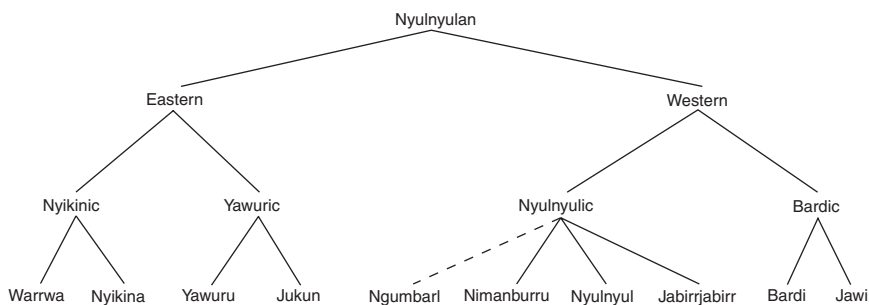 Nyulnyulan
Eastern Western
Nyikinic Yawuric Nyulnyulic Bardic
Warrwa Nyikina Yawuru Jukun Ngumbarl Nimanburru Nyulnyul Jabirrjabirr Bardi Jawi